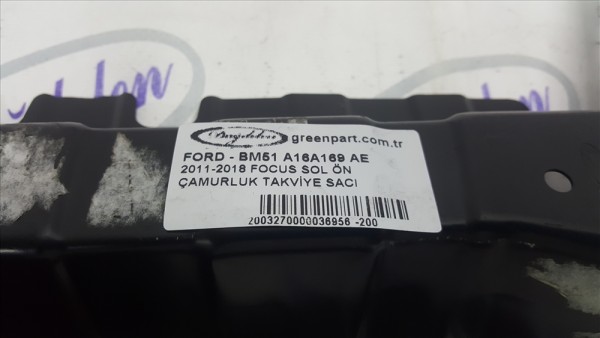 greenpart.com.tr
FORD - BM51 A16A169 AE
2011-2018 FOCUS SOL ÖN
ÇAMURLUK TAKVİYE SACI
2003270000036956 -200